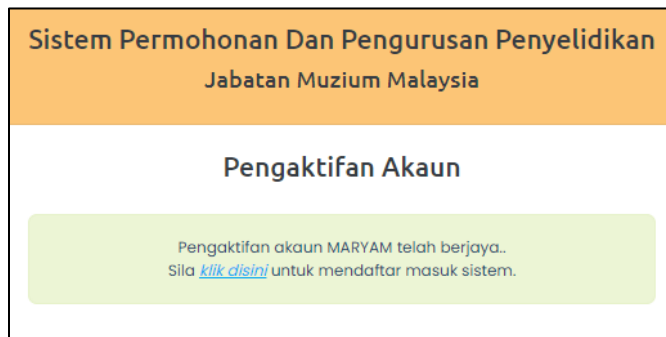 Sistem Permohonan Dan Pengurusan Penyelidikan
Jabatan Muzium Malaysia
Pengaktifan Akaun
Pengaktifan akaun MARYAM telah berjaya..
Sila klik disini untuk mendaftar masuk sistem.